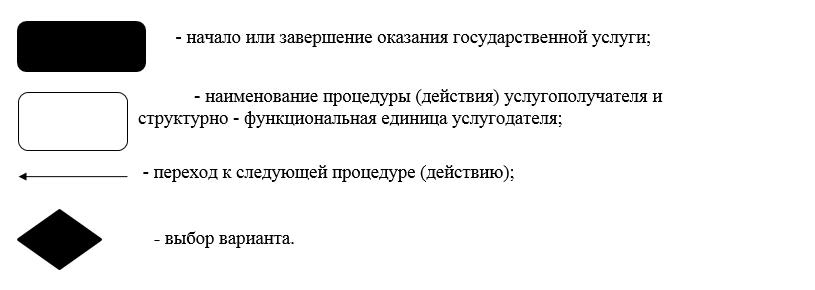 - начало или завершение оказания государственной услуги;
- наименование процедуры (действия) услугополучателя и
структурно - функциональная единица услугодателя;
- переход к следующей процедуре (действию);
- выбор варианта.